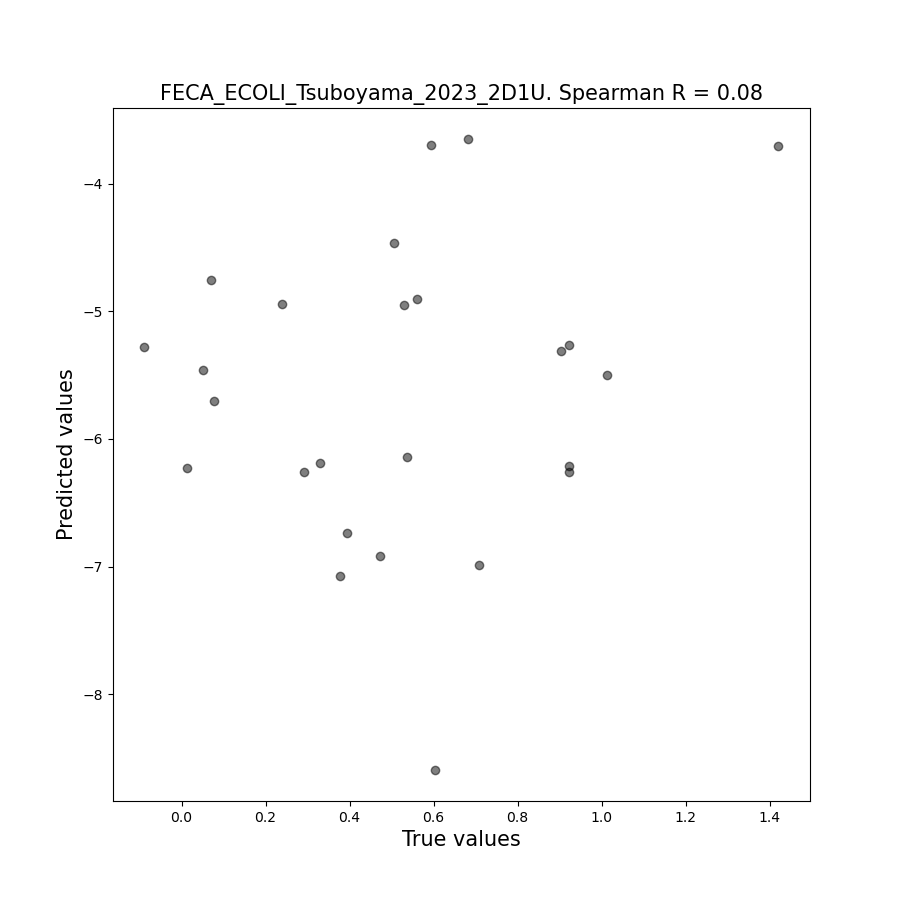 FECA_ECOLI_Tsuboyama_2023_2D1U. Spearman R = 0.08
−4
−5
−6
−7
−8
Predicted values
0.0 0.2 0.4 0.6 0.8 1.0 1.2 1.4
True values